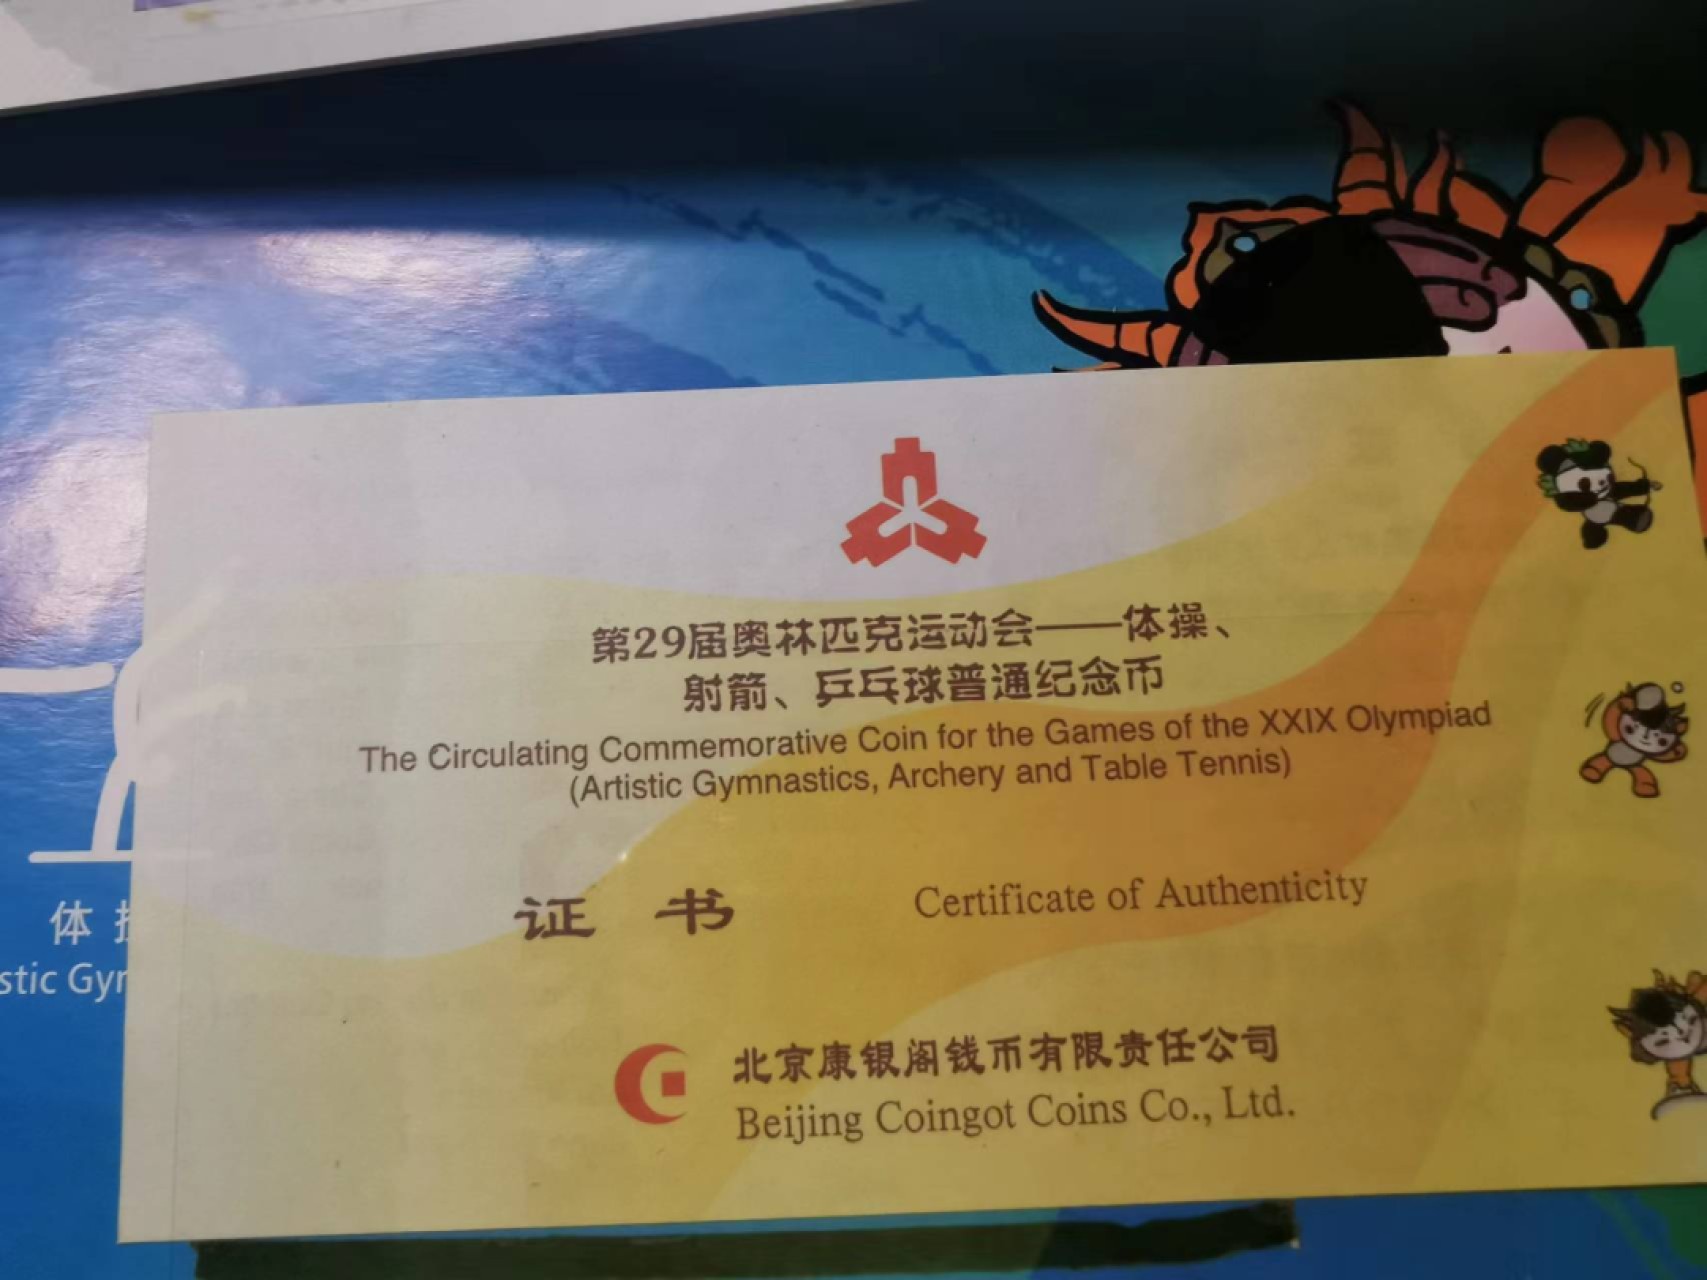 第29届奥林匹克运动会——体操、
射箭、乒乓球普通纪念币
The Circulating Commemorative Coin for the Games of the XXIX Olympiad
(Artistic Gymnastics, Archery and Table Tennis)
证 书 Certificate of Authenticity
体
stic Gyr
北京康银阁钱币有限责任公司
Beijing Coingot Coins Co., Ltd.